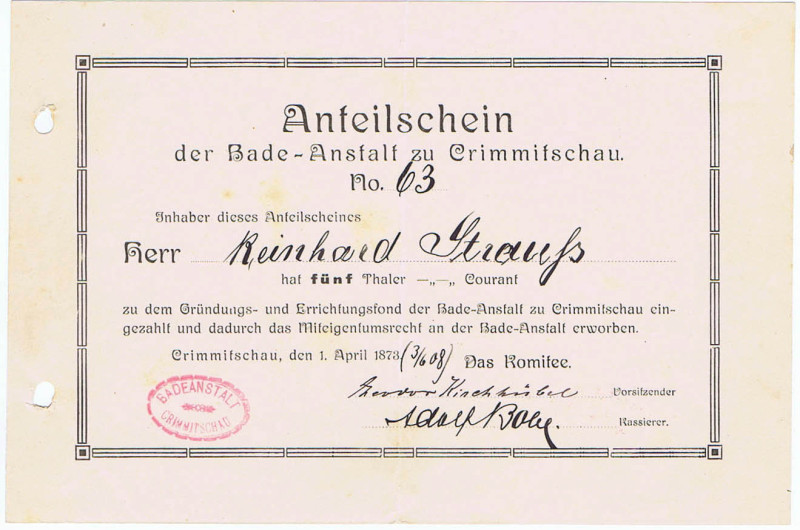 Anteilschein
der Bade-Anstalt zu Crimmitschau.
No. 63
Inhaber dieses Anteilscheines
Herr Reinhard Strauß
hat fünf Thaler —„—„ Courant
zu dem Gründungs- und Errichtungsfond der Bade-Anstalt zu Crimmitschau ein-
gezahlt und dadurch das Miteigentumsrecht an der Bade-Anstalt erworben.
Crimmitschau, den 1. April 1873 (3/6 08) Das Komitee.
Theodor Kirchhübel Vorsitzender
Adolf Kassierer.
BADEANSTALT
CRIMMITSCHAU